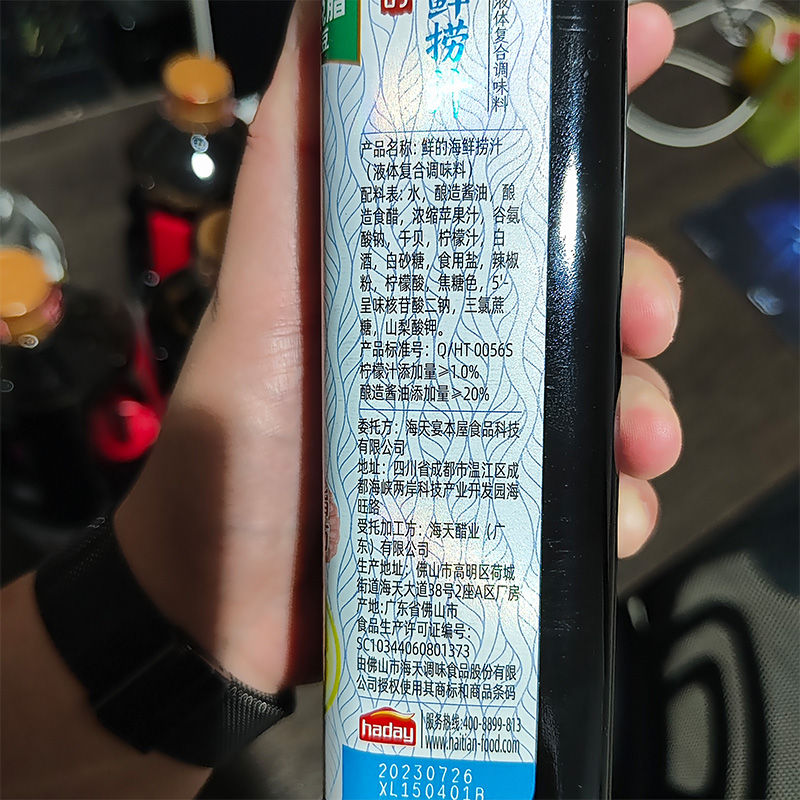 的
鲜捞汁
液体复合调味料
产品名称: 鲜的海鲜捞汁
（液体复合调味料）
配料表: 水，酿造酱油，酿
造食醋，浓缩苹果汁，谷氨
酸钠，干贝，柠檬汁，白
酒，白砂糖，食用盐，辣椒
粉，柠檬酸，焦糖色，5'-
呈味核苷酸二钠，三氯蔗
糖，山梨酸钾。
产品标准号：Q/HT 0056S
柠檬汁添加量≥1.0%
酿造酱油添加量≥20%
委托方：海天宴本屋食品科技
有限公司
地址：四川省成都市温江区成
都海峡两岸科技产业开发园海
旺路
受托加工方：海天醋业（广
东）有限公司
生产地址：佛山市高明区荷城
街道海天大道38号2座A区厂房
产地:广东省佛山市
食品生产许可证编号：
SC10344060801373
由佛山市海天调味食品股份有限
公司授权使用其商标和商品条码
haday
服务热线:400-8899-813
www.haitian-food.com
20230726
XL150401B